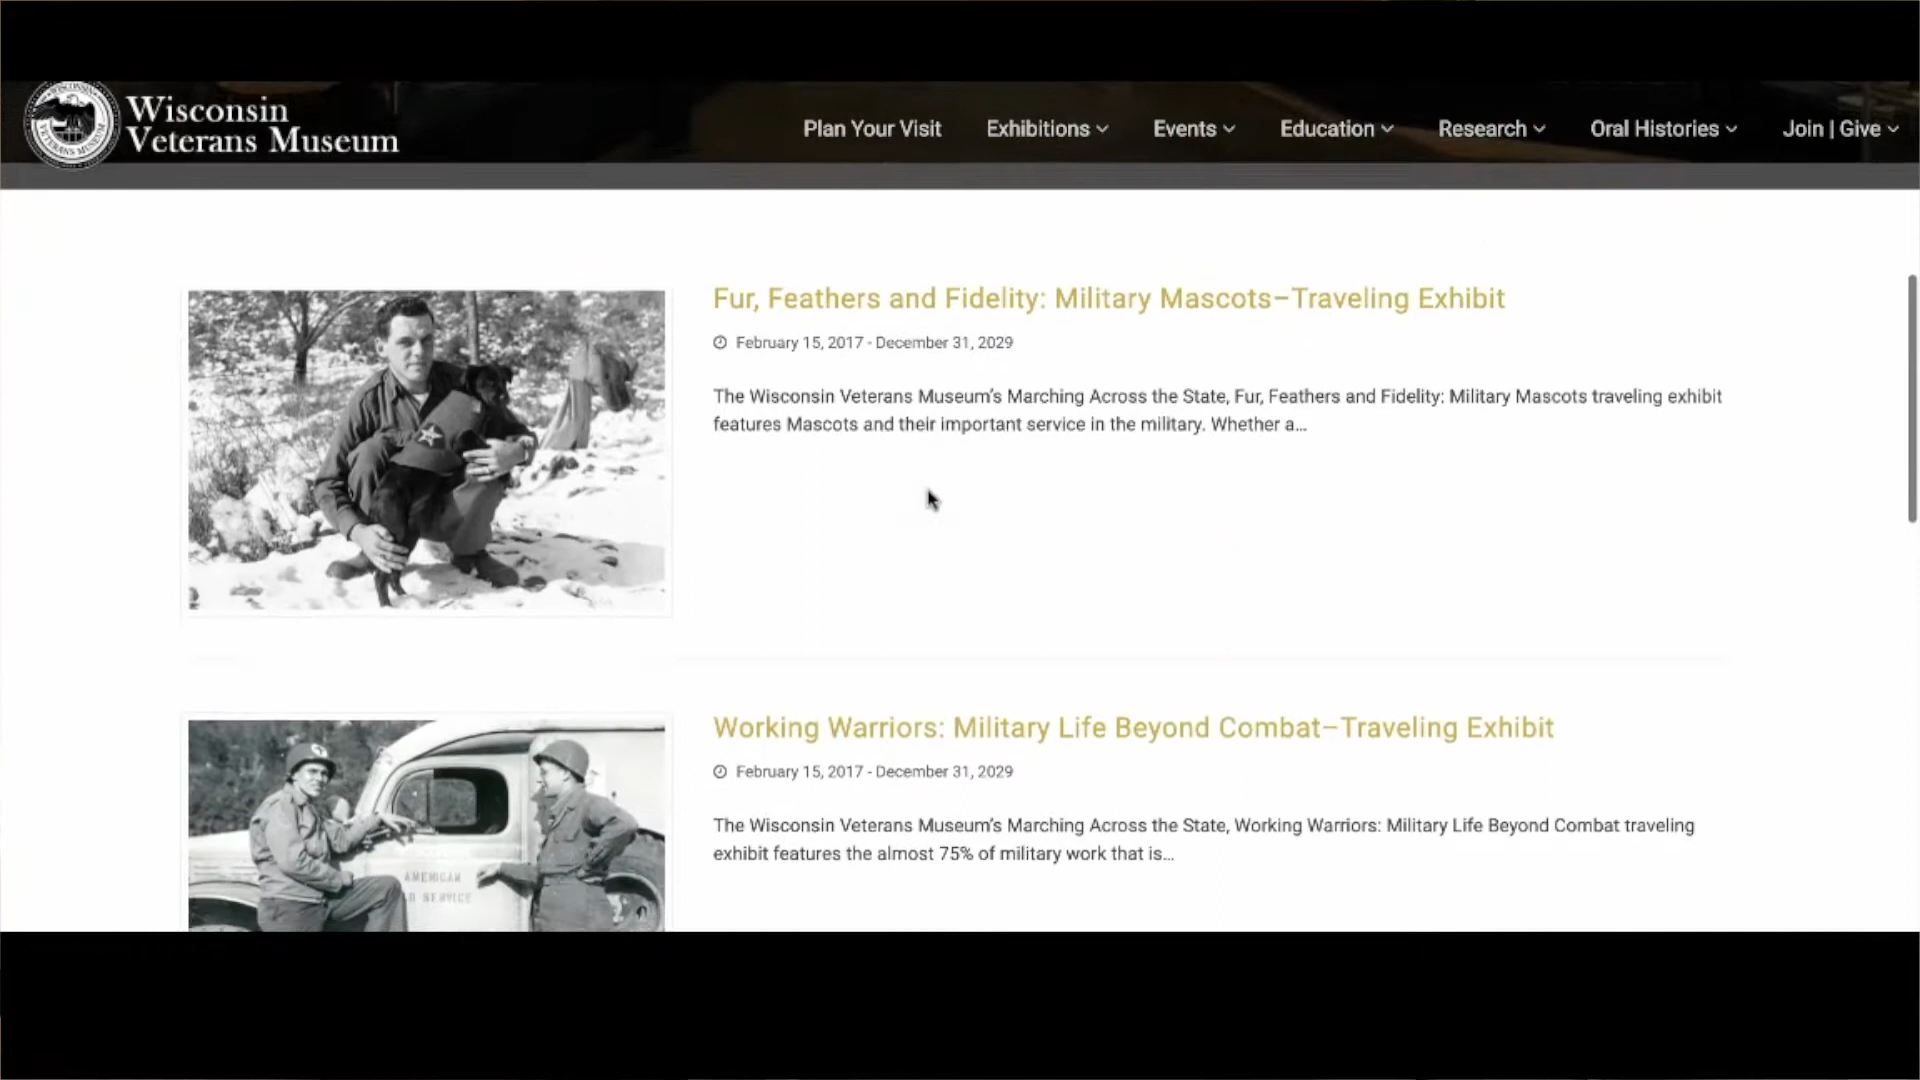 Wisconsin
Veterans Museum
Plan Your Visit
Exhibitions
Events
Education
Research
Oral Histories
Join | Give
Fur, Feathers and Fidelity: Military Mascots–Traveling Exhibit
February 15, 2017 - December 31, 2029
The Wisconsin Veterans Museum's Marching Across the State, Fur, Feathers and Fidelity: Military Mascots traveling exhibit
features Mascots and their important service in the military. Whether a...
Working Warriors: Military Life Beyond Combat–Traveling Exhibit
February 15, 2017 - December 31, 2029
The Wisconsin Veterans Museum's Marching Across the State, Working Warriors: Military Life Beyond Combat traveling
exhibit features the almost 75% of military work that is...
AMERICAN
SERVICE